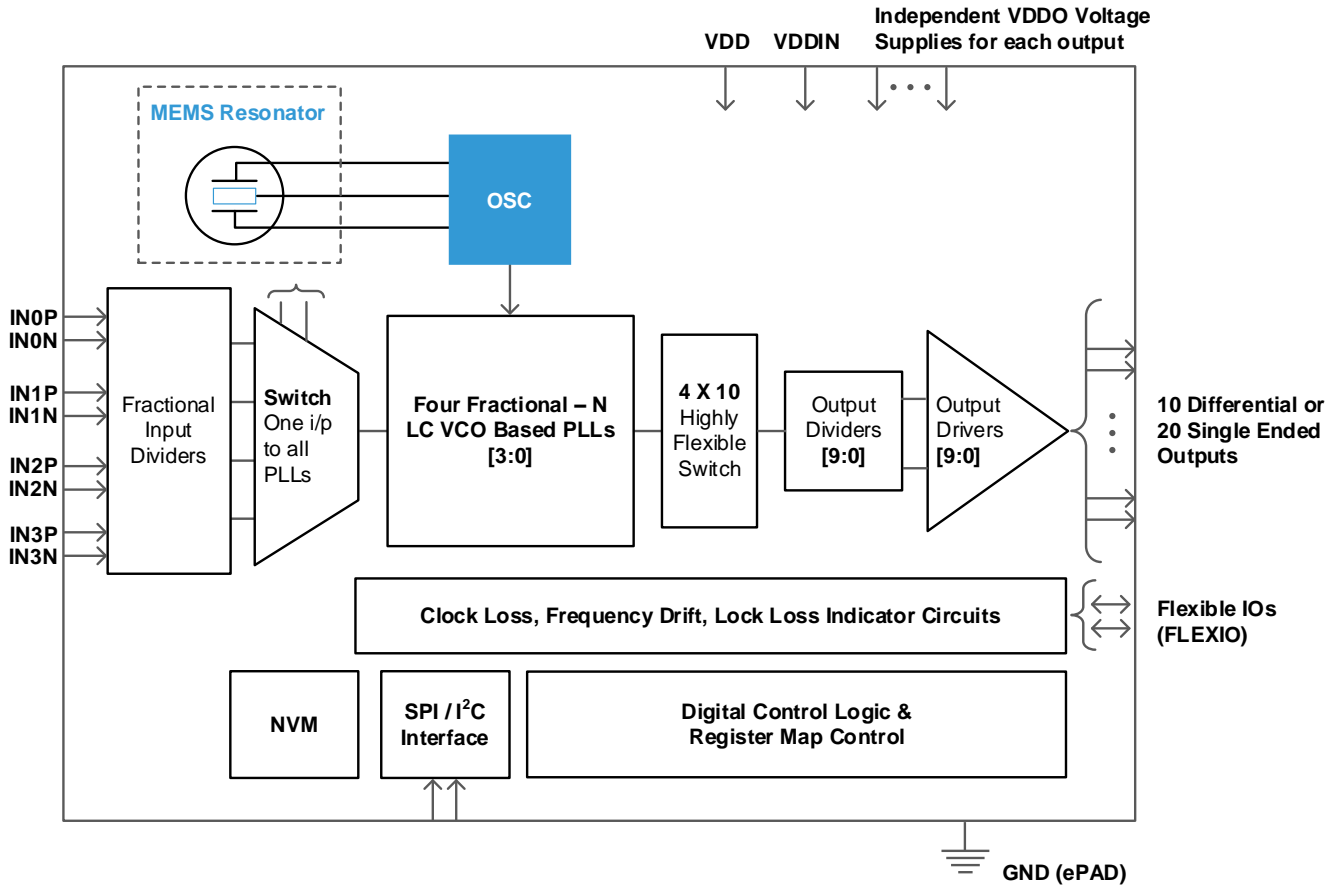 Independent VDDO Voltage
Supplies for each output
VDD
VDDIN
MEMS Resonator
OSC
IN0P
IN0N
IN1P
IN1N
IN2P
IN2N
IN3P
IN3N
Fractional
Input
Dividers
Switch
One i/p
to all
PLLs
Four Fractional – N
LC VCO Based PLLs
[3:0]
4 X 10
Highly
Flexible
Switch
Output
Dividers
[9:0]
Output
Drivers
[9:0]
10 Differential or
20 Single Ended
Outputs
Clock Loss, Frequency Drift, Lock Loss Indicator Circuits
Flexible IOs
(FLEXIO)
NVM
SPI / I²C
Interface
Digital Control Logic &
Register Map Control
GND (ePAD)